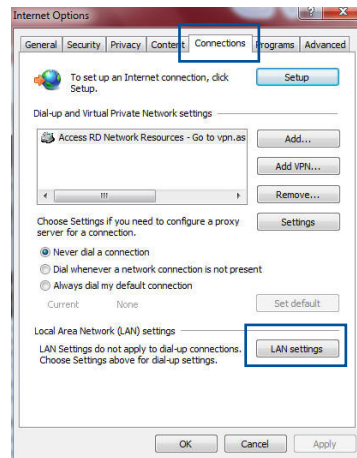 Internet Options
General Security Privacy Content Connections Programs Advanced
To set up an Internet connection, click
Setup.
Setup
Dial-up and Virtual Private Network settings
Access RD Network Resources - Go to vpn.as
Add...
Add VPN...
Remove...
Choose Settings if you need to configure a proxy
server for a connection.
Settings
Never dial a connection
Dial whenever a network connection is not present
Always dial my default connection
Current None
Set default
Local Area Network (LAN) settings
LAN Settings do not apply to dial-up connections.
Choose Settings above for dial-up settings.
LAN settings
OK Cancel Apply